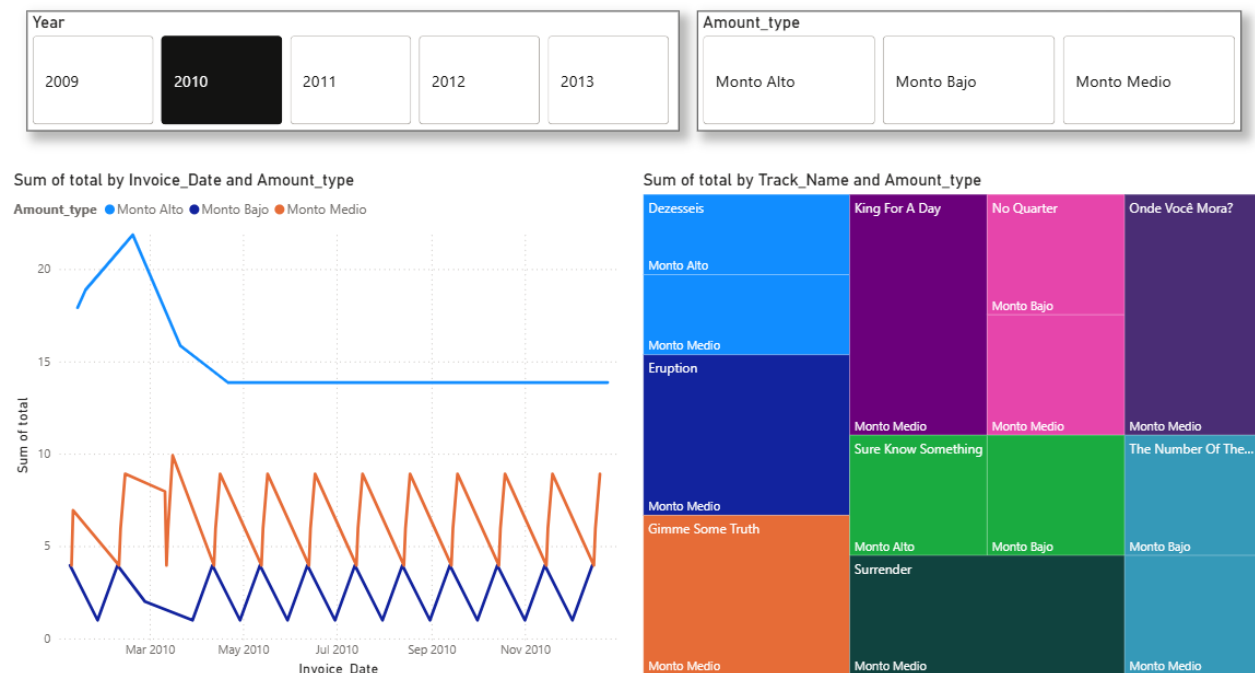 Year
2009
2010
2011
2012
2013
Amount_type
Monto Alto
Monto Bajo
Monto Medio
Sum of total by Invoice_Date and Amount_type
Amount_type Monto Alto Monto Bajo Monto Medio
20
15
10
5
0
Sum of total
Mar 2010 May 2010 Jul 2010 Sep 2010 Nov 2010
Invoice_Date
Sum of total by Track_Name and Amount_type
Dezesseis
Monto Alto
Monto Medio
Eruption
Monto Medio
Gimme Some Truth
Monto Medio
King For A Day
Monto Medio
No Quarter
Monto Bajo
Monto Medio
Onde Você Mora?
Monto Medio
Sure Know Something
Monto Alto
Monto Bajo
The Number Of The...
Monto Bajo
Monto Medio
Surrender
Monto Medio